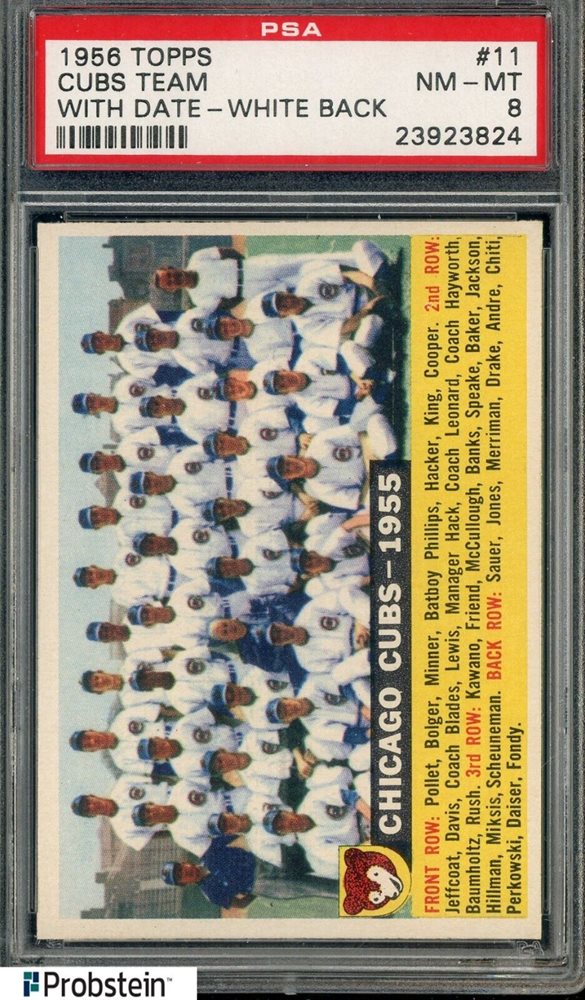 PSA
1956 TOPPS #11
CUBS TEAM NM-MT
WITH DATE-WHITE BACK 8
23923824
CHICAGO CUBS-1955
FRONT ROW: Pollet, Bolger, Minner, Batboy Phillips, Hacker, King, Cooper. 2nd ROW:
Jeffcoat, Davis, Coach Blades, Lewis, Manager Hack, Coach Leonard, Coach Hayworth,
Baumholtz, Rush. 3rd ROW: Kawano, Friend, McCullough, Banks, Speake, Baker, Jackson,
Hillman, Miksis, Scheuneman. BACK ROW: Sauer, Jones, Merriman, Drake, Andre, Chiti,
Perkowski, Daiser, Fondy.
Probstein™